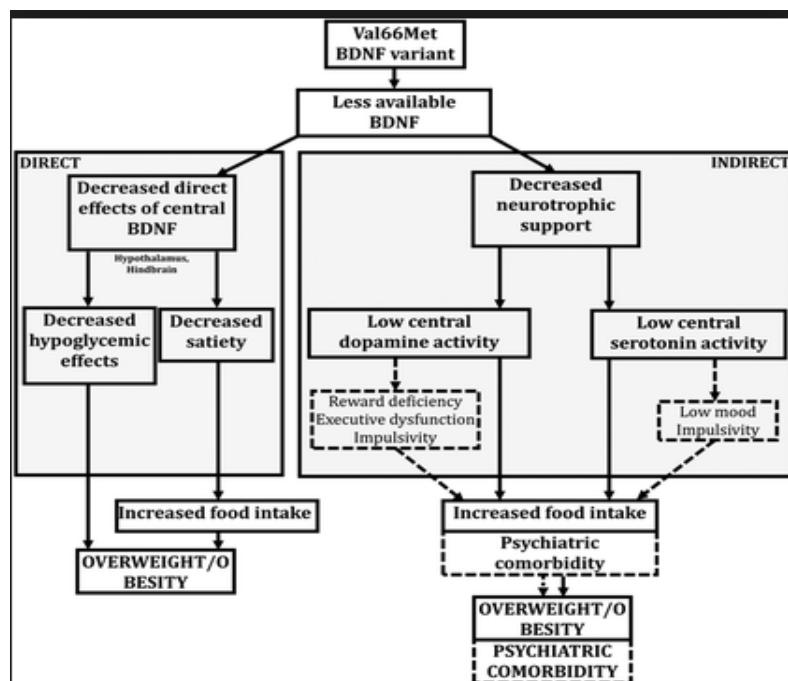 Val66Met
BDNF variant
Less available
BDNF
DIRECT
INDIRECT
Decreased direct
effects of central
BDNF
Decreased
neurotrophic
support
Hypothalamus,
Hindbrain
Decreased
hypoglycemic
effects
Decreased
satiety
Low central
dopamine activity
Low central
serotonin activity
Reward deficiency
Executive dysfunction
Impulsivity
Low mood
Impulsivity
Increased food intake
Increased food intake
Psychiatric
comorbidity
OVERWEIGHT/O
BESITY
OVERWEIGHT/O
BESITY
PSYCHIATRIC
COMORBIDITY